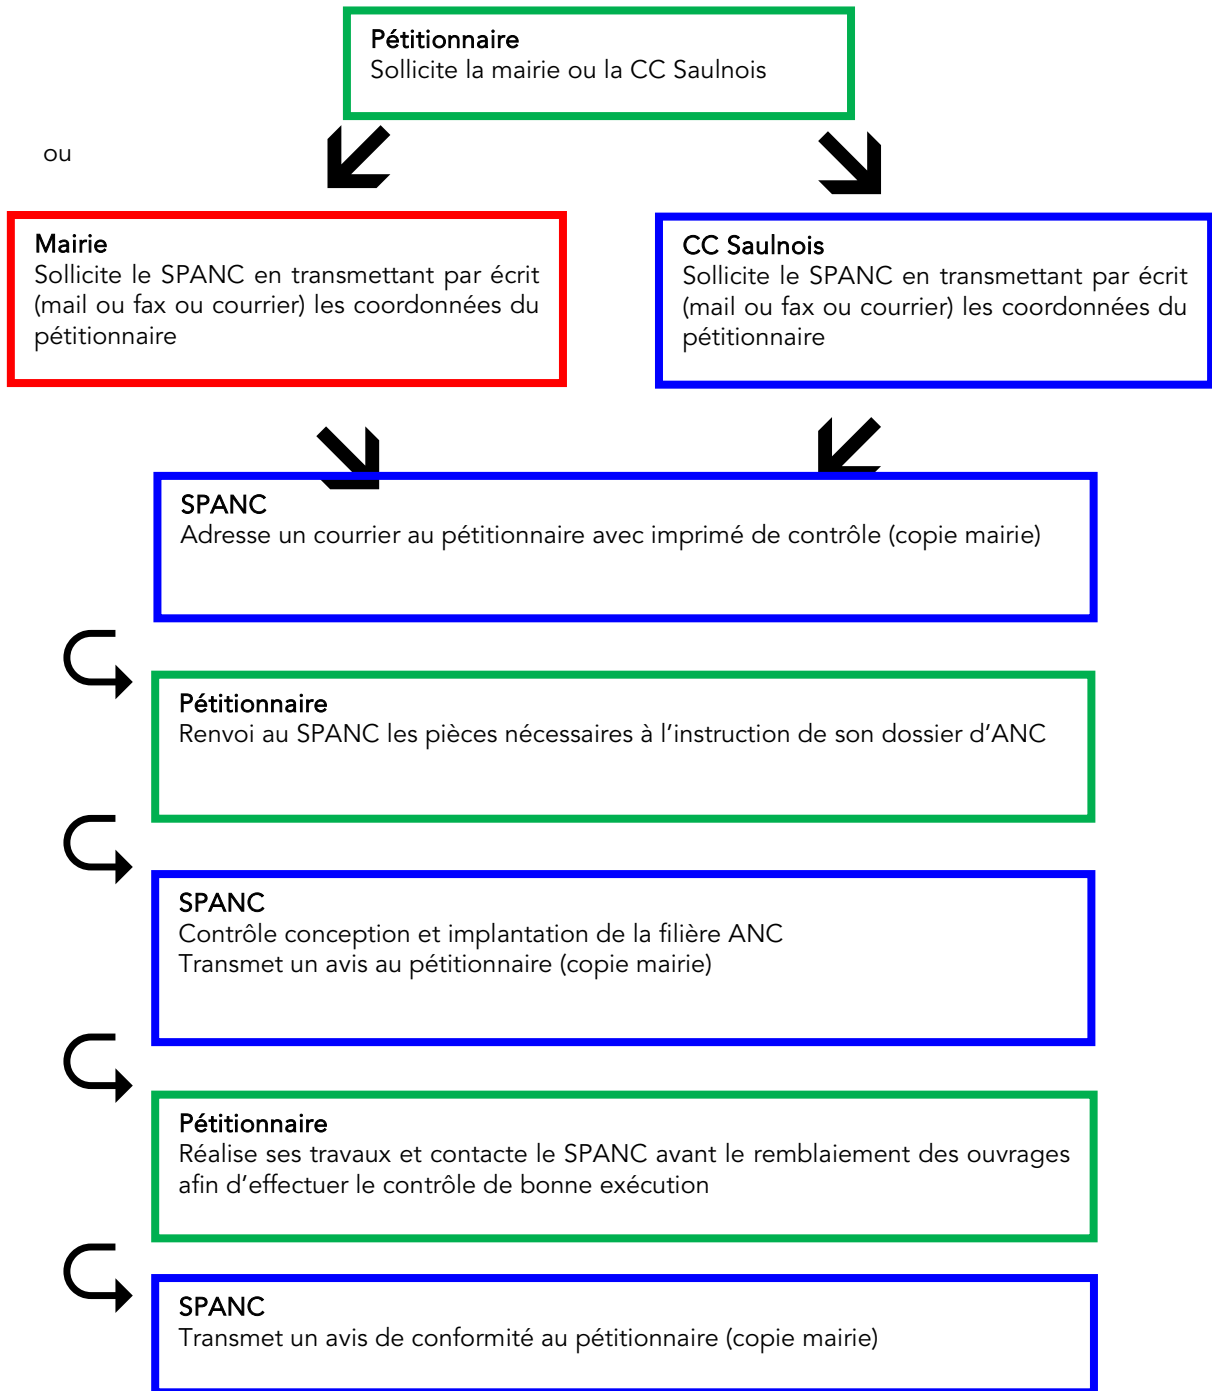 Pétitionnaire
Sollicite la mairie ou la CC Saulnois
ou
Mairie
Sollicite le SPANC en transmettant par écrit
(mail ou fax ou courrier) les coordonnées du
pétitionnaire
CC Saulnois
Sollicite le SPANC en transmettant par écrit
(mail ou fax ou courrier) les coordonnées du
pétitionnaire
SPANC
Adresse un courrier au pétitionnaire avec imprimé de contrôle (copie mairie)
Pétitionnaire
Renvoi au SPANC les pièces nécessaires à l’instruction de son dossier d’ANC
SPANC
Contrôle conception et implantation de la filière ANC
Transmet un avis au pétitionnaire (copie mairie)
Pétitionnaire
Réalise ses travaux et contacte le SPANC avant le remblaiement des ouvrages
afin d’effectuer le contrôle de bonne exécution
SPANC
Transmet un avis de conformité au pétitionnaire (copie mairie)